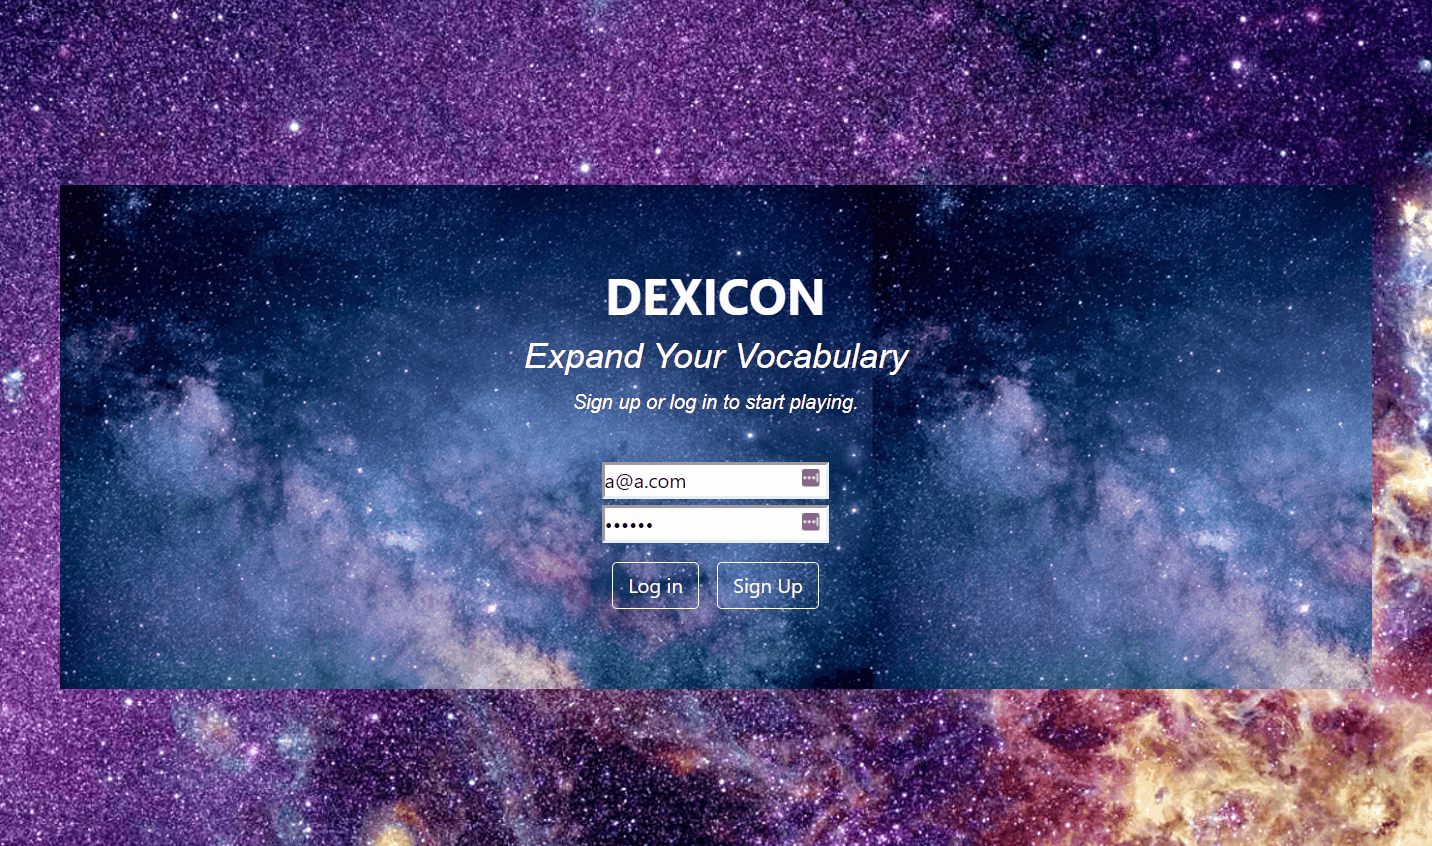 DEXICON
Expand Your Vocabulary
Sign up or log in to start playing.
a@a.com
••••••
Log in Sign Up